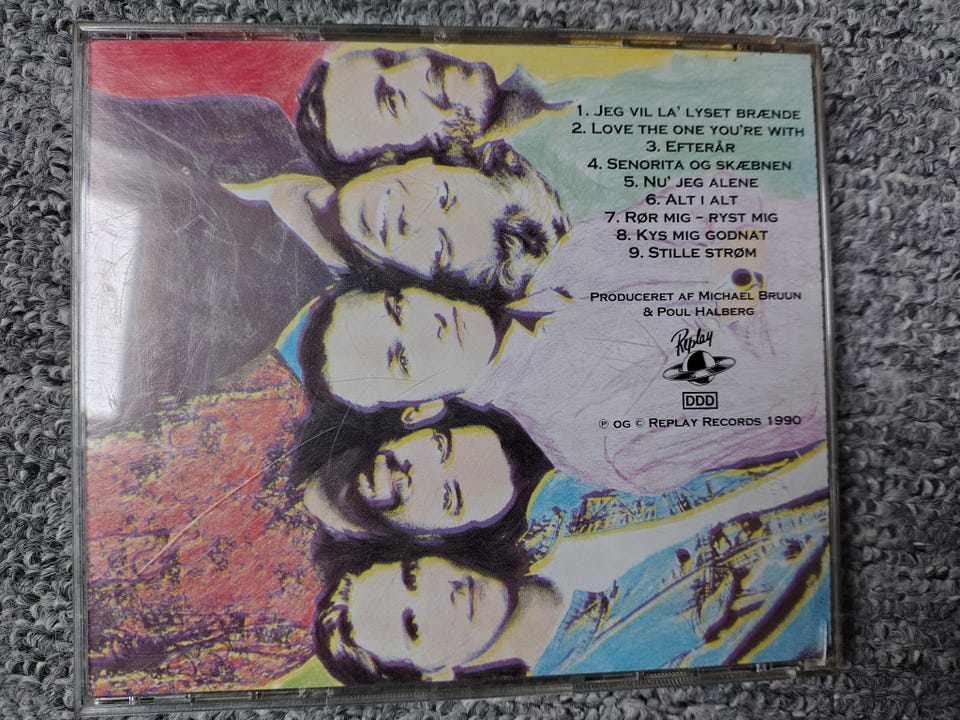 1. Jeg vil la' lyset brænde
2. Love the one you're with
3. Efterår
4. Senorita og skæbnen
5. Nu' jeg alene
6. Alt i alt
7. Rør mig - ryst mig
8. Kys mig godnat
9. Stille strøm
Produceret af Michael Bruun
& Poul Halberg
Replay
DDD
℗ og © Replay Records 1990